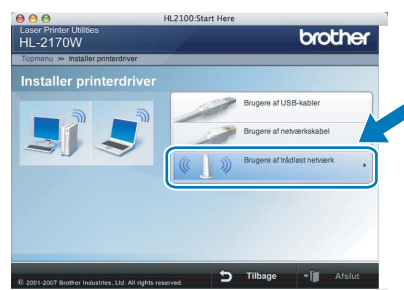 HL2100:Start Here
Laser Printer Utilities
HL-2170W
brother
Topmenu >> Installer printerdriver
Installer printerdriver
Brugere af USB-kabler
Brugere af netværkskabel
Brugere af trådløst netværk
© 2001-2007 Brother Industries, Ltd. All rights reserved.
Tilbage
Afslut